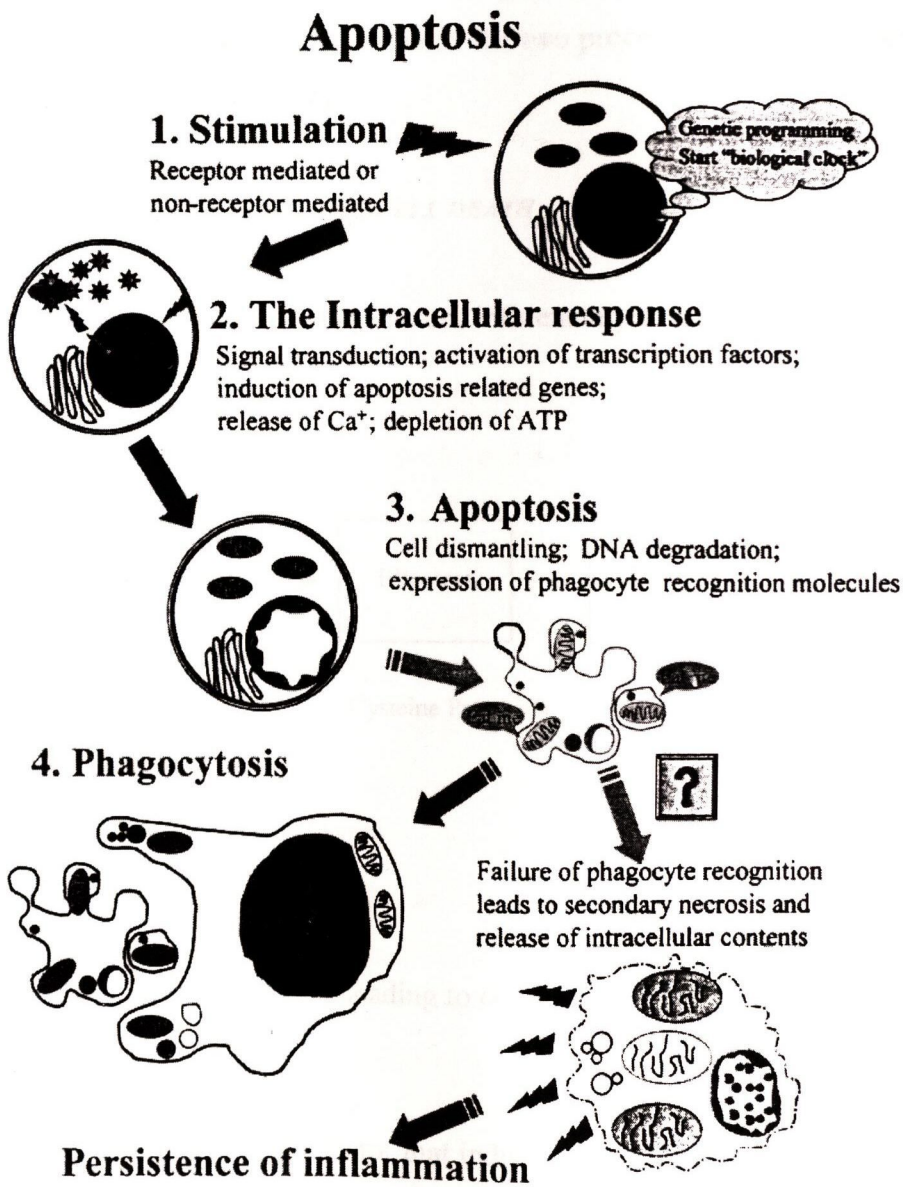 Apoptosis
1. Stimulation
Receptor mediated or
non-receptor mediated
Genetic programming
Start "biological clock"
2. The Intracellular response
Signal transduction; activation of transcription factors;
induction of apoptosis related genes;
release of Ca⁺; depletion of ATP
3. Apoptosis
Cell dismantling; DNA degradation;
expression of phagocyte recognition molecules
4. Phagocytosis
?
Failure of phagocyte recognition
leads to secondary necrosis and
release of intracellular contents
Persistence of inflammation